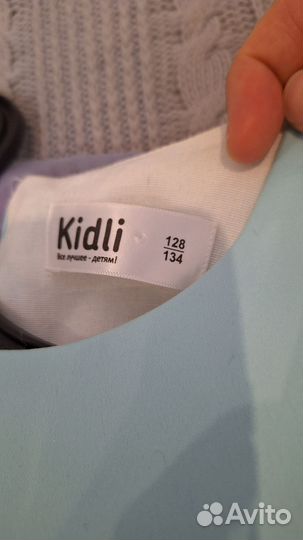 Kidli
Все лучшее - детям!
128
134
Avito